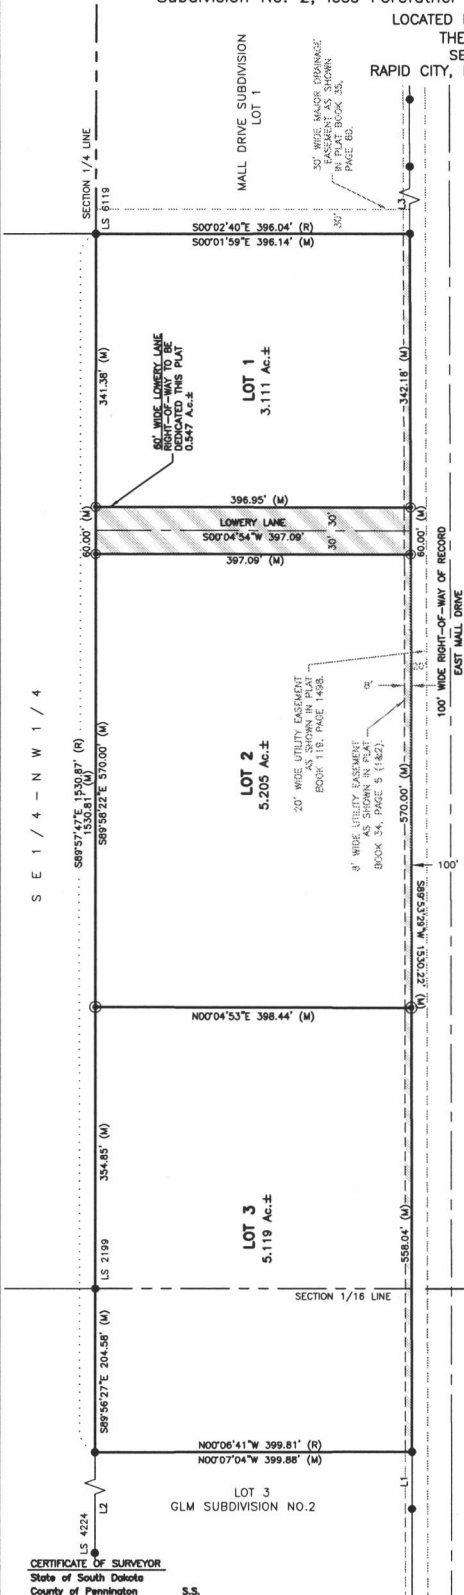 Subdivision No. 2, less Forefather
LOCATED
THE
SE
RAPID CITY,
MALL DRIVE SUBDIVISION
LOT 1
30' WIDE MAJOR DRAINAGE
EASEMENT AS SHOWN
IN PLAT BOOK 35,
PAGE 60.
SECTION 1/4 LINE
LS 6119
30'
L3
S00°02'40"E 396.04' (R)
S00°01'59"E 396.14' (M)
341.38' (M)
60' WIDE LOWERY LANE
RIGHT-OF-WAY TO BE
DEDICATED THIS PLAT
0.547 A.c.±
LOT 1
3.111 Ac.±
342.18' (M)
396.95' (M)
60.00' (M)
LOWERY LANE
30'
S00°04'54"W 397.09'
30'
60.00' (M)
397.09' (M)
100' WIDE RIGHT-OF-WAY OF RECORD
EAST MALL DRIVE
SE 1/4 - NW 1/4
S89°57'47"E 1530.87' (R)
1530.81' (M)
S89°58'22"E 570.00' (M)
LOT 2
5.205 Ac.±
20' WIDE UTILITY EASEMENT
AS SHOWN IN PLAT
BOOK 119, PAGE 1498.
8' WIDE UTILITY EASEMENT
AS SHOWN IN PLAT
BOOK 34, PAGE 5 (1&2).
8'
20'
570.00' (M)
100'
S89°53'29"W 1530.22' (M)
N00°04'53"E 398.44' (M)
354.85' (M)
LOT 3
5.119 Ac.±
558.04' (M)
LS 2199
SECTION 1/16 LINE
S89°56'27"E 204.58' (M)
N00°06'41"W 399.81' (R)
N00°07'04"W 399.88' (M)
LOT 3
GLM SUBDIVISION NO.2
L2
L1
LS 4224
CERTIFICATE OF SURVEYOR
State of South Dakota
County of Pennington S.S.